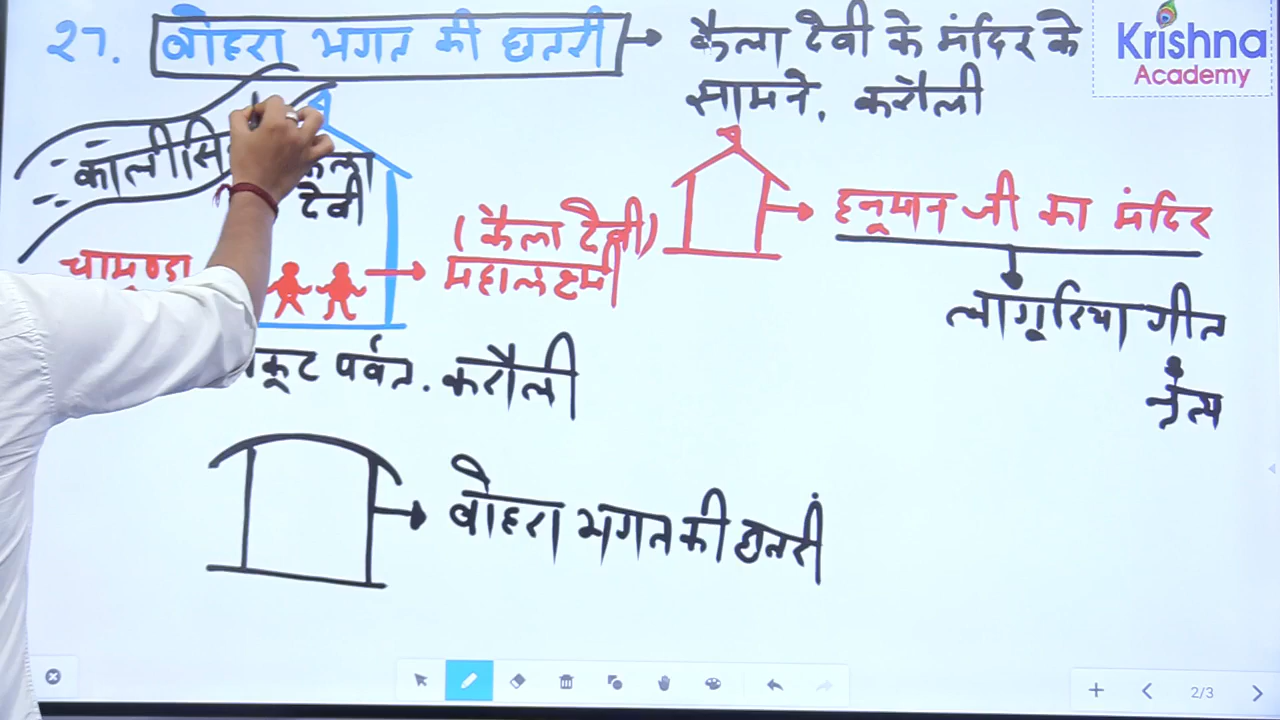 27. बोहरा भगत की छतरी → कैला देवी के मंदिर के
सामने, करौली
Krishna
Academy
कालीसि
देवी
चामुण्डा
(कैला देवी)
महालक्ष्मी
हनुमान जी का मंदिर
लांगूरिया गीत
नृत्य
कूट पर्वत. करौली
बोहरा भगत की छतरी
2/3